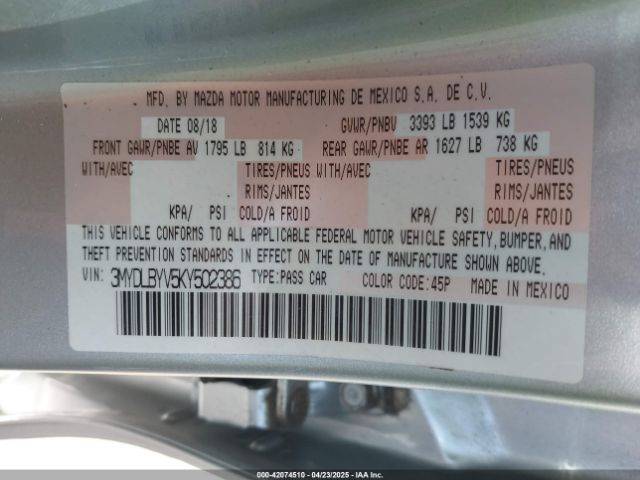 MFD. BY MAZDA MOTOR MANUFACTURING DE MEXICO S.A. DE C.V.
DATE 08/18 GVWR/PNBV 3393 LB 1539 KG
FRONT GAWR/PNBE AV 1795 LB 814 KG REAR GAWR/PNBE AR 1627 LB 738 KG
WITH/AVEC TIRES/PNEUS WITH/AVEC TIRES/PNEUS
RIMS/JANTES RIMS/JANTES
KPA/ PSI COLD/A FROID KPA/ PSI COLD/A FROID
THIS VEHICLE CONFORMS TO ALL APPLICABLE FEDERAL MOTOR VEHICLE SAFETY, BUMPER, AND
THEFT PREVENTION STANDARDS IN EFFECT ON THE DATE OF MANUFACTURE SHOWN ABOVE.
VIN: 3MYDLBYV5KY502386 TYPE:PASS CAR COLOR CODE:45P MADE IN MEXICO
000-42074510 - 04/23/2025 - IAA Inc.